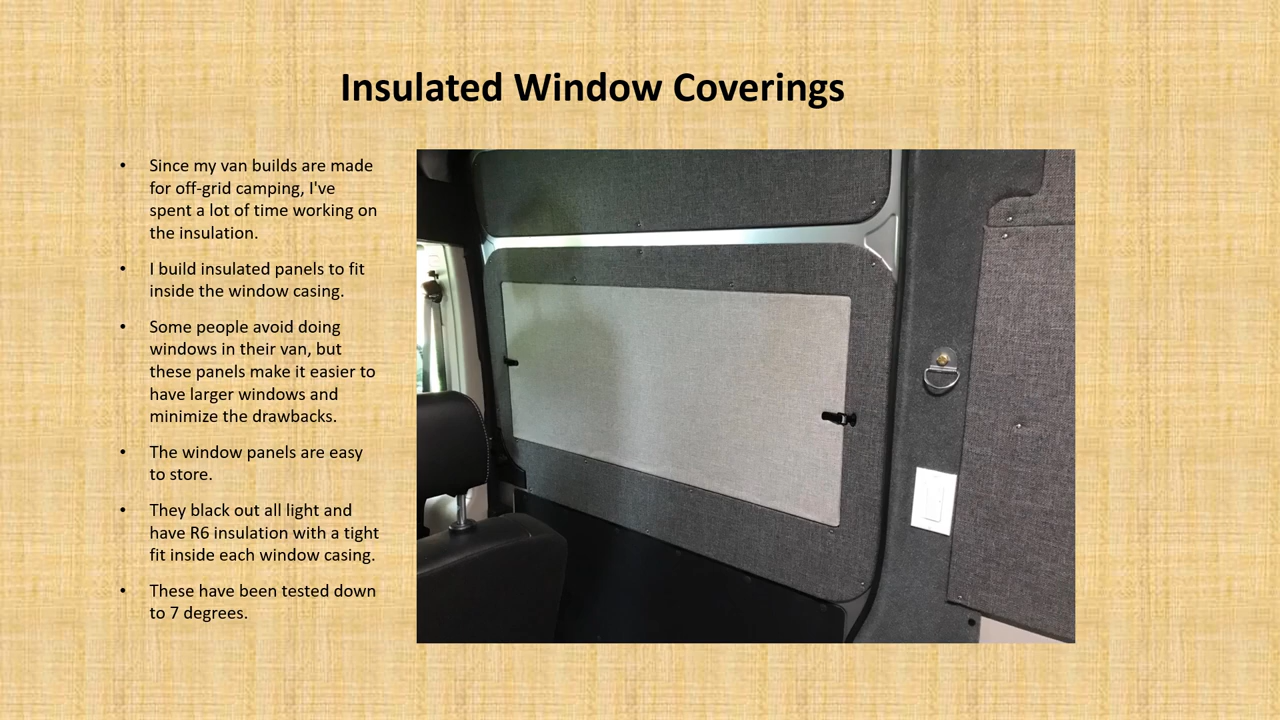 Insulated Window Coverings
• Since my van builds are made
for off-grid camping, I've
spent a lot of time working on
the insulation.
• I build insulated panels to fit
inside the window casing.
• Some people avoid doing
windows in their van, but
these panels make it easier to
have larger windows and
minimize the drawbacks.
• The window panels are easy
to store.
• They black out all light and
have R6 insulation with a tight
fit inside each window casing.
• These have been tested down
to 7 degrees.